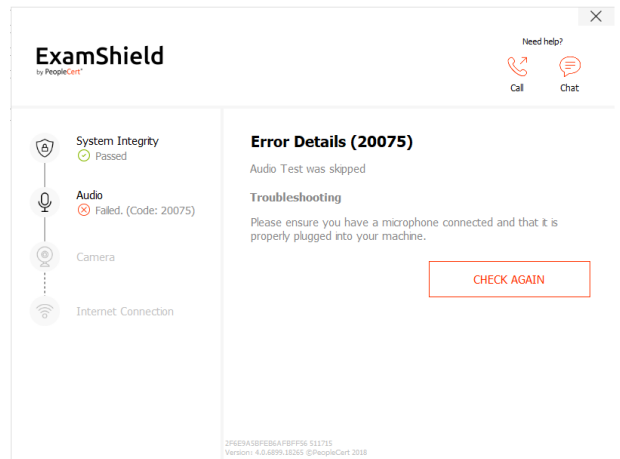 ExamShield
by PeopleCert
Need help?
Call
Chat
System Integrity
Passed
Audio
Failed. (Code: 20075)
Camera
Internet Connection
Error Details (20075)
Audio Test was skipped
Troubleshooting
Please ensure you have a microphone connected and that it is
properly plugged into your machine.
CHECK AGAIN
2F6E9A5BFEB6AFBFF56 511715
Version: 4.0.6899.18265 ©PeopleCert 2018